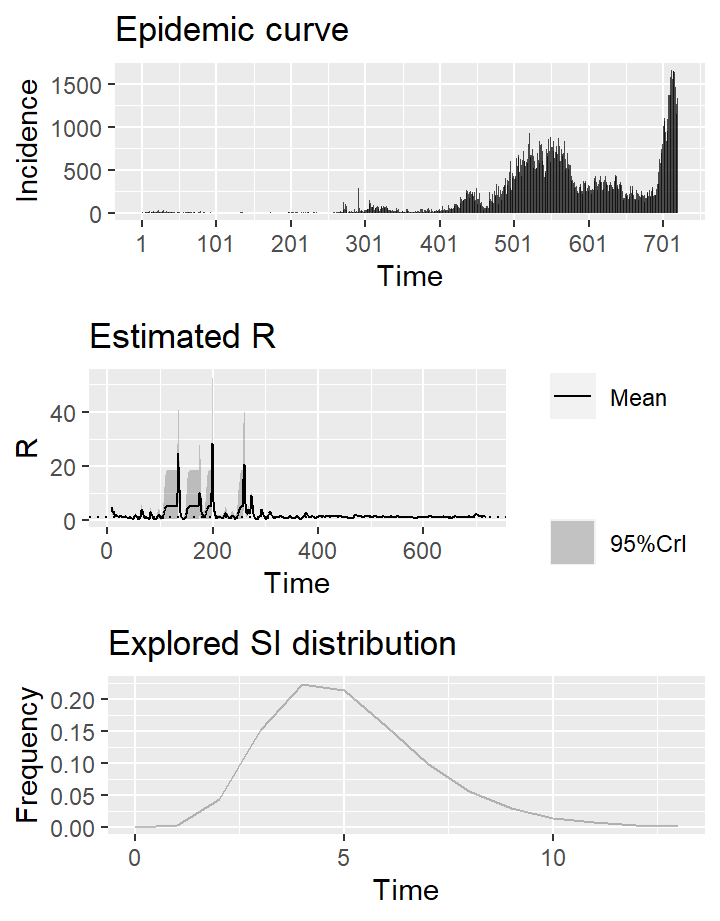 Epidemic curve
Incidence
1500
1000
500
0
1 101 201 301 401 501 601 701
Time
Estimated R
R
40
20
0
0 200 400 600
Time
Mean
95%CrI
Explored SI distribution
Frequency
0.20
0.15
0.10
0.05
0.00
0 5 10
Time